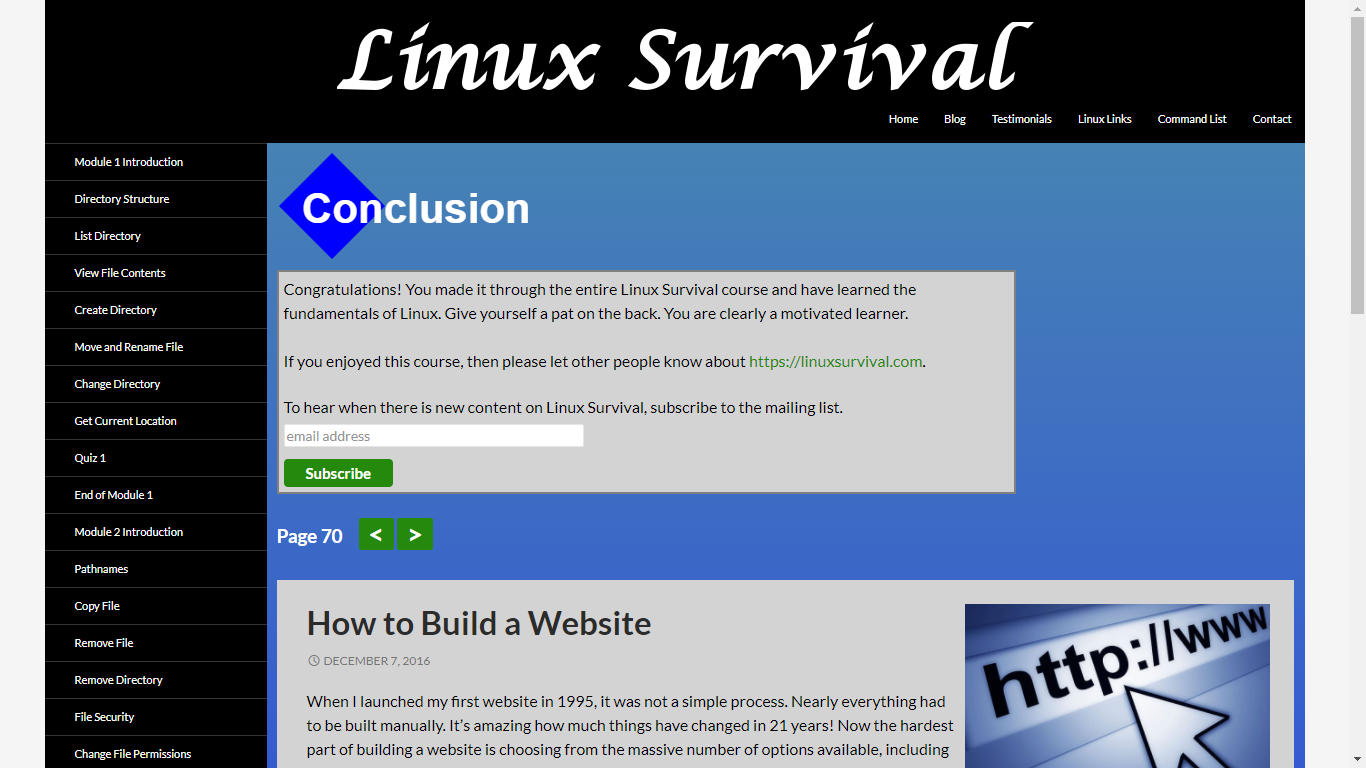 Linux Survival
Home Blog Testimonials Linux Links Command List Contact
Module 1 Introduction
Directory Structure
List Directory
View File Contents
Create Directory
Move and Rename File
Change Directory
Get Current Location
Quiz 1
End of Module 1
Module 2 Introduction
Pathnames
Copy File
Remove File
Remove Directory
File Security
Change File Permissions
Conclusion
Congratulations! You made it through the entire Linux Survival course and have learned the
fundamentals of Linux. Give yourself a pat on the back. You are clearly a motivated learner.
If you enjoyed this course, then please let other people know about https://linuxsurvival.com.
To hear when there is new content on Linux Survival, subscribe to the mailing list.
email address
Subscribe
Page 70 < >
How to Build a Website
DECEMBER 7, 2016
When I launched my first website in 1995, it was not a simple process. Nearly everything had
to be built manually. It’s amazing how much things have changed in 21 years! Now the hardest
part of building a website is choosing from the massive number of options available, including
http://www